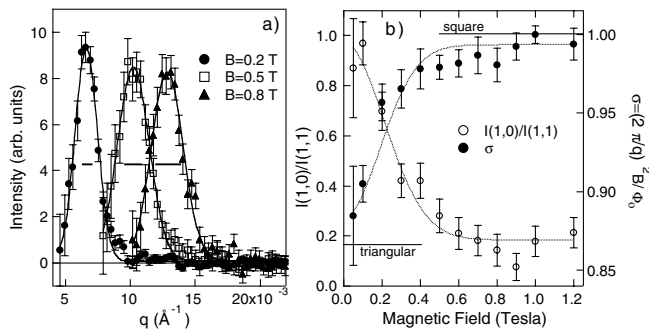 a)
B=0.2 T
B=0.5 T
B=0.8 T
10
8
6
4
2
0
Intensity (arb. units)
5
10
15
20x10⁻³
q (Å⁻¹)
b)
square
I(1,0)/I(1,1)
σ
triangular
1.0
0.8
0.6
0.4
0.2
0.0
I(1,0)/I(1,1)
0.0
0.2
0.4
0.6
0.8
1.0
1.2
Magnetic Field (Tesla)
1.00
0.95
0.90
0.85
σ=(2 π/q)²B/Φ₀